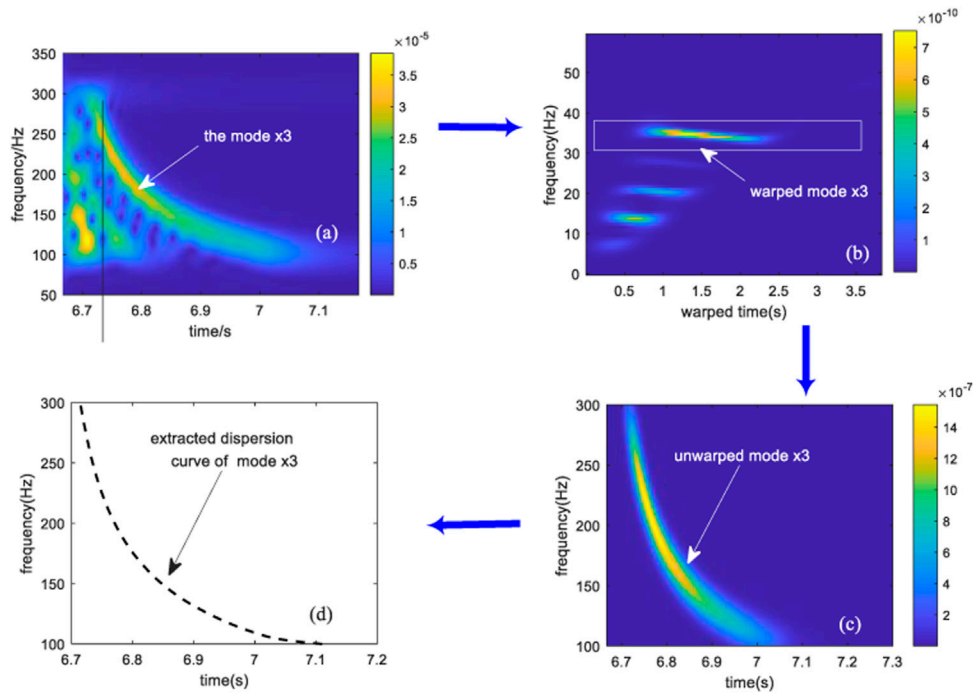 ×10⁻⁵
350
300
250
200
150
100
50
frequency/Hz
the mode x3
(a)
6.7 6.8 6.9 7 7.1
time/s
3.5
3
2.5
2
1.5
1
0.5
×10⁻¹⁰
50
40
30
20
10
0
frequency(Hz)
warped mode x3
(b)
0.5 1 1.5 2 2.5 3 3.5
warped time(s)
7
6
5
4
3
2
1
300
250
200
150
100
frequency(Hz)
extracted dispersion
curve of mode x3
(d)
6.7 6.8 6.9 7 7.1 7.2
time(s)
×10⁻⁷
300
250
200
150
100
frequency(Hz)
unwarped mode x3
(c)
6.7 6.8 6.9 7 7.1 7.2 7.3
warped time(s)
14
12
10
8
6
4
2